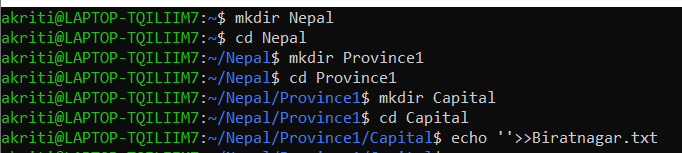 akriti@LAPTOP-TQILIIM7:~$ mkdir Nepal
akriti@LAPTOP-TQILIIM7:~$ cd Nepal
akriti@LAPTOP-TQILIIM7:~/Nepal$ mkdir Province1
akriti@LAPTOP-TQILIIM7:~/Nepal$ cd Province1
akriti@LAPTOP-TQILIIM7:~/Nepal/Province1$ mkdir Capital
akriti@LAPTOP-TQILIIM7:~/Nepal/Province1$ cd Capital
akriti@LAPTOP-TQILIIM7:~/Nepal/Province1/Capital$ echo ''>>Biratnagar.txt